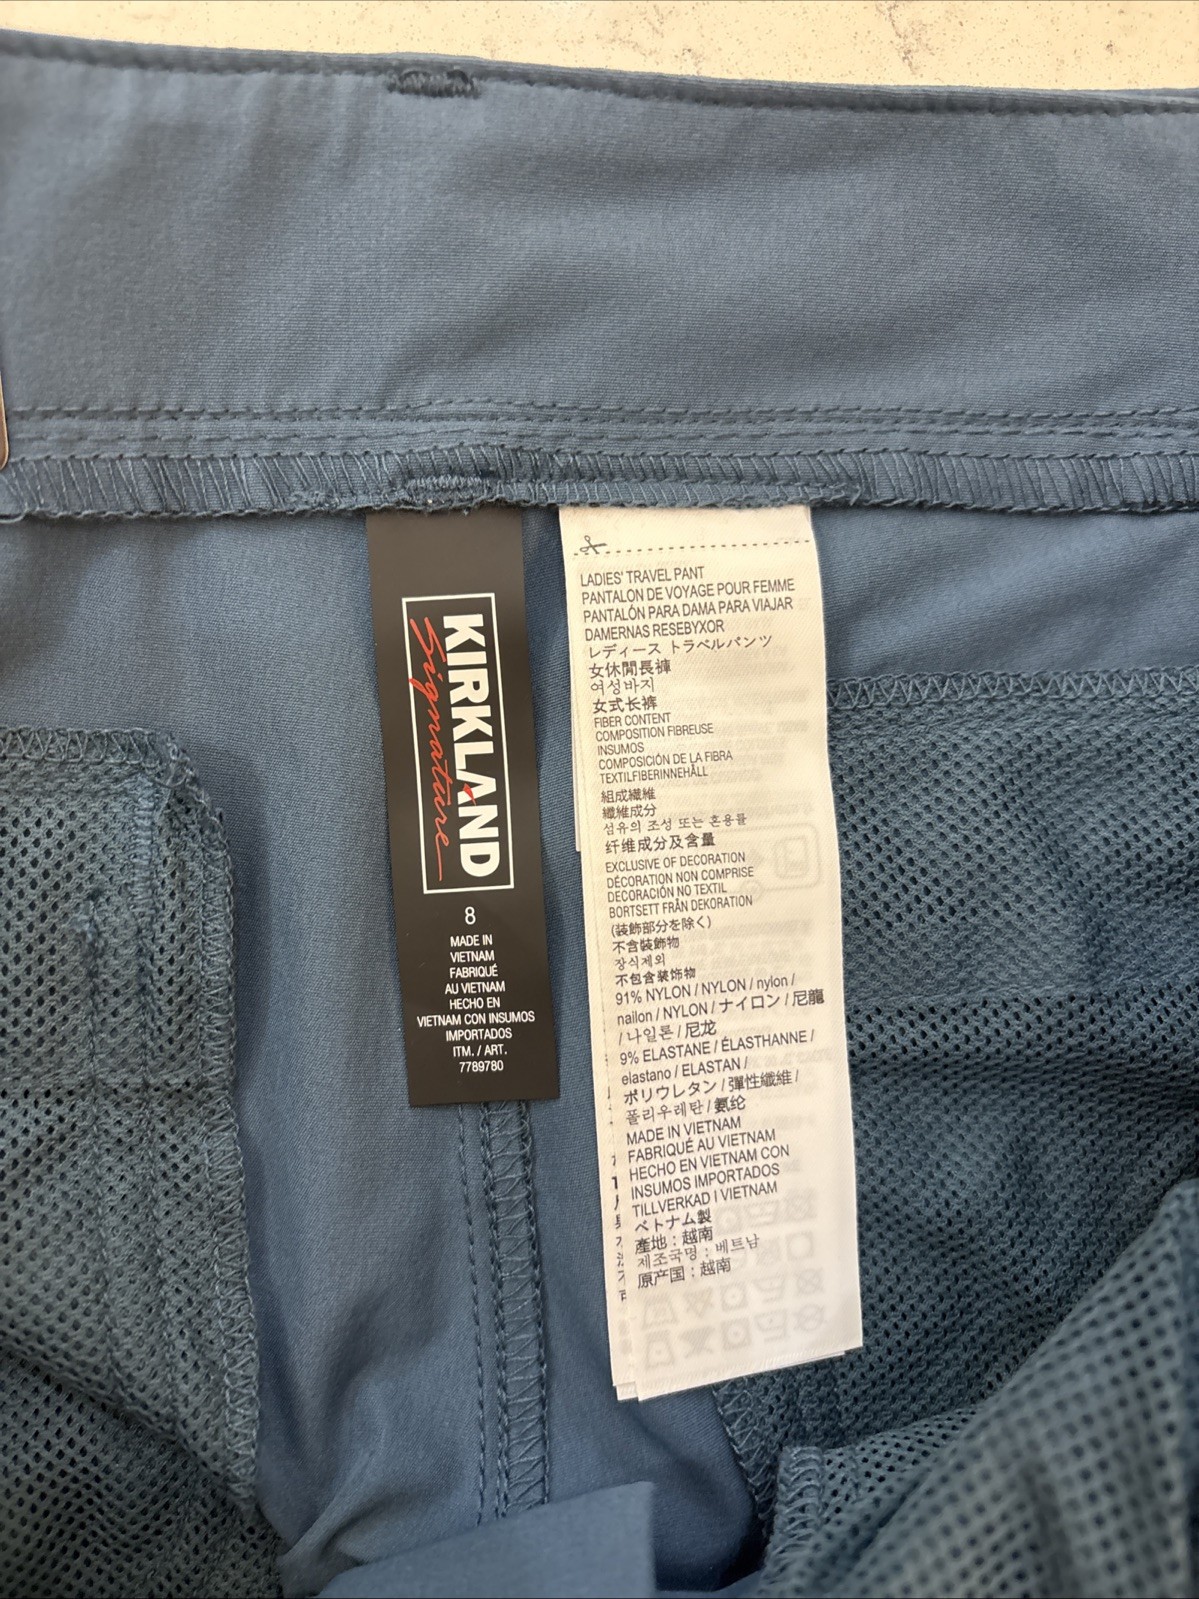 KIRKLAND
Signature
8
MADE IN
VIETNAM
FABRIQUÉ
AU VIETNAM
HECHO EN
VIETNAM CON INSUMOS
IMPORTADOS
ITM. / ART.
7789780
LADIES' TRAVEL PANT
PANTALON DE VOYAGE POUR FEMME
PANTALÓN PARA DAMA PARA VIAJAR
DAMERNAS RESEBYXOR
レディース トラベルパンツ
女休閒長褲
여성바지
女式长裤
FIBER CONTENT
COMPOSITION FIBREUSE
INSUMOS
COMPOSICIÓN DE LA FIBRA
TEXTILFIBERINNEHÅLL
組成繊維
纖維成分
섬유의 조성 또는 혼용률
纤维成分及含量
EXCLUSIVE OF DECORATION
DÉCORATION NON COMPRISE
DECORACIÓN NO TEXTIL
BORTSETT FRÅN DEKORATION
(装飾部分を除く)
不含裝飾物
장식제외
不包含装饰物
91% NYLON / NYLON / nylon /
nailon / NYLON / ナイロン / 尼龍
/ 나일론 / 尼龙
9% ELASTANE / ÉLASTHANNE /
elastano / ELASTAN /
ポリウレタン / 彈性纖維 /
폴리우레탄 / 氨纶
MADE IN VIETNAM
FABRIQUÉ AU VIETNAM
HECHO EN VIETNAM CON
INSUMOS IMPORTADOS
TILLVERKAD I VIETNAM
ベトナム製
產地 : 越南
제조국명 : 베트남
原产国 : 越南